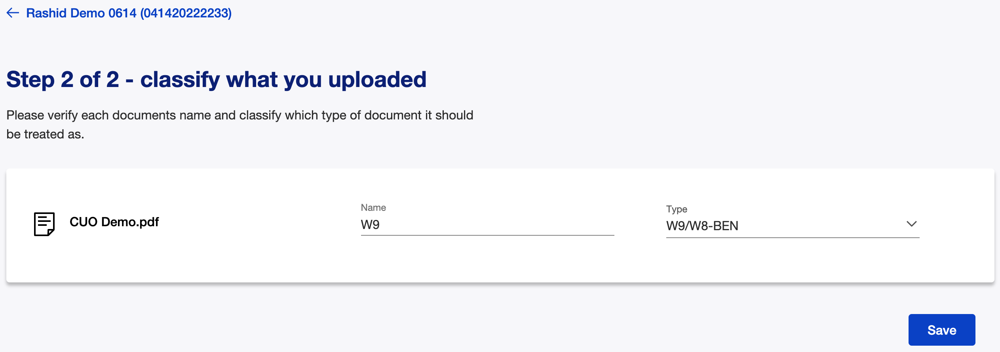 Rashid Demo 0614 (041420222233)
Step 2 of 2 - classify what you uploaded
Please verify each documents name and classify which type of document it should
be treated as.
CUO Demo.pdf
Name
W9
Type
W9/W8-BEN
Save